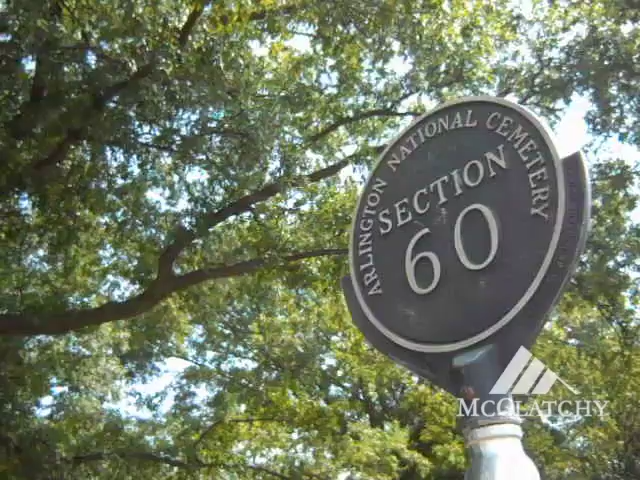 ARLINGTON NATIONAL CEMETERY
SECTION
60
MCCLATCHY